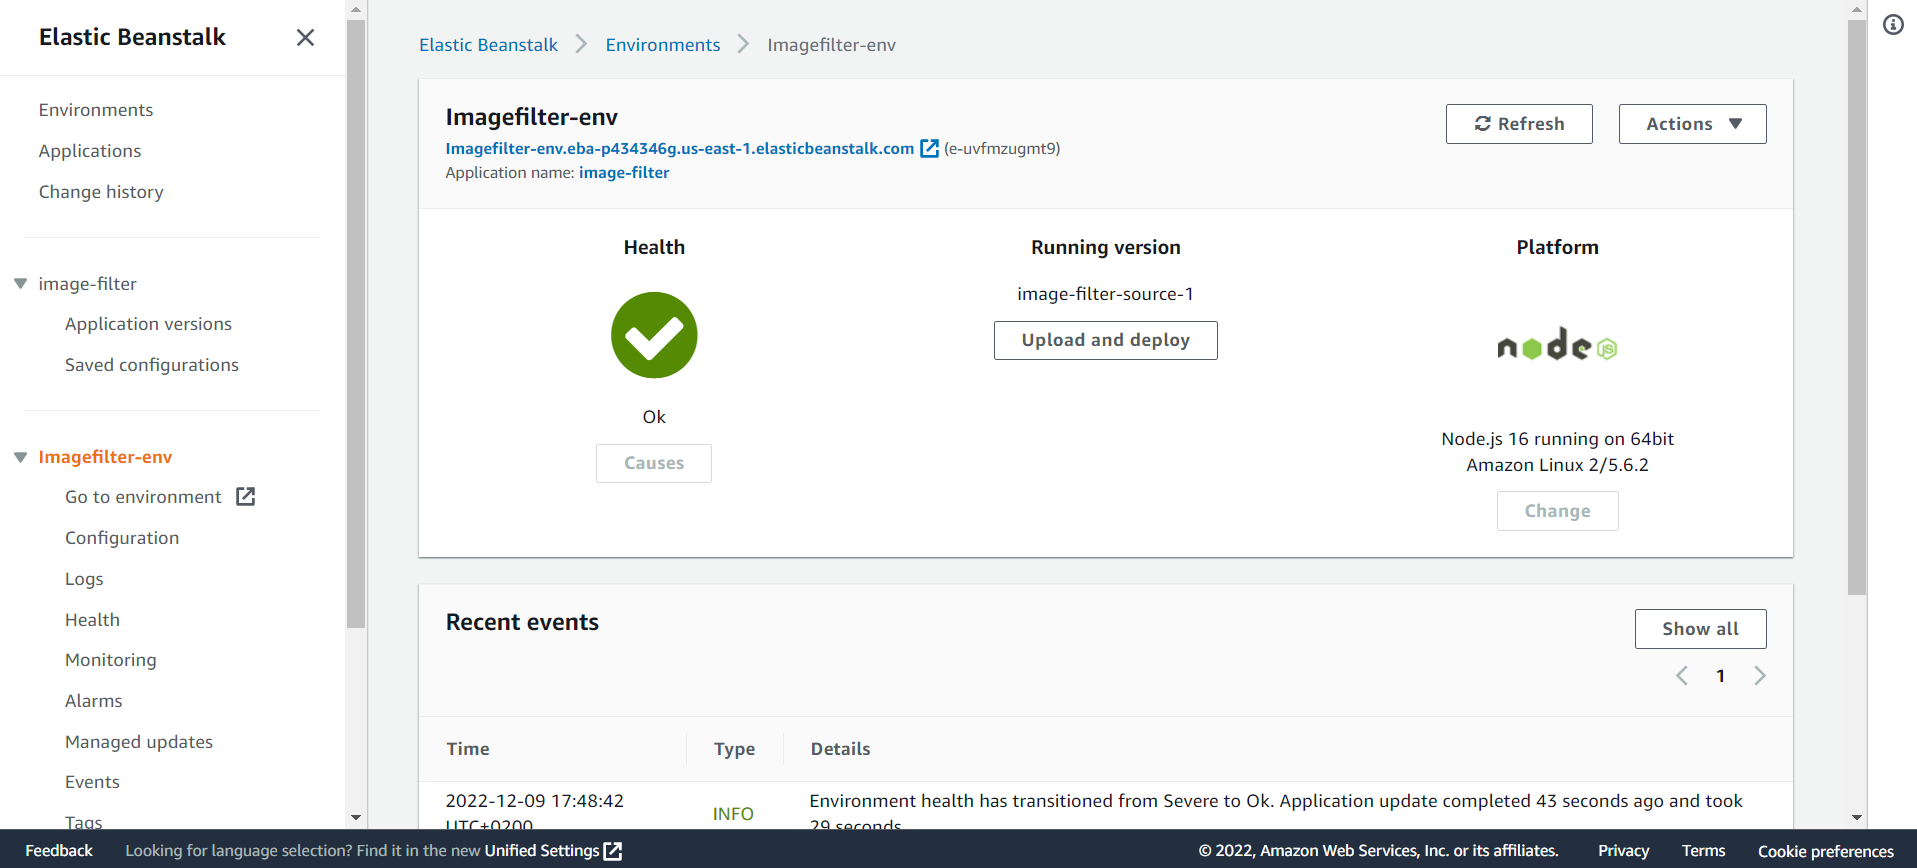 Elastic Beanstalk
Environments
Applications
Change history
image-filter
Application versions
Saved configurations
Imagefilter-env
Go to environment
Configuration
Logs
Health
Monitoring
Alarms
Managed updates
Events
Tags
Elastic Beanstalk > Environments > Imagefilter-env
Imagefilter-env
Imagefilter-env.eba-p434346g.us-east-1.elasticbeanstalk.com (e-uvfmzugmt9)
Application name: image-filter
Refresh
Actions
Health
Ok
Causes
Running version
image-filter-source-1
Upload and deploy
Platform
node JS
Node.js 16 running on 64bit
Amazon Linux 2/5.6.2
Change
Recent events
Show all
1
Time Type Details
2022-12-09 17:48:42
UTC+0200
INFO
Environment health has transitioned from Severe to Ok. Application update completed 43 seconds ago and took
29 seconds
Feedback Looking for language selection? Find it in the new Unified Settings
© 2022, Amazon Web Services, Inc. or its affiliates. Privacy Terms Cookie preferences